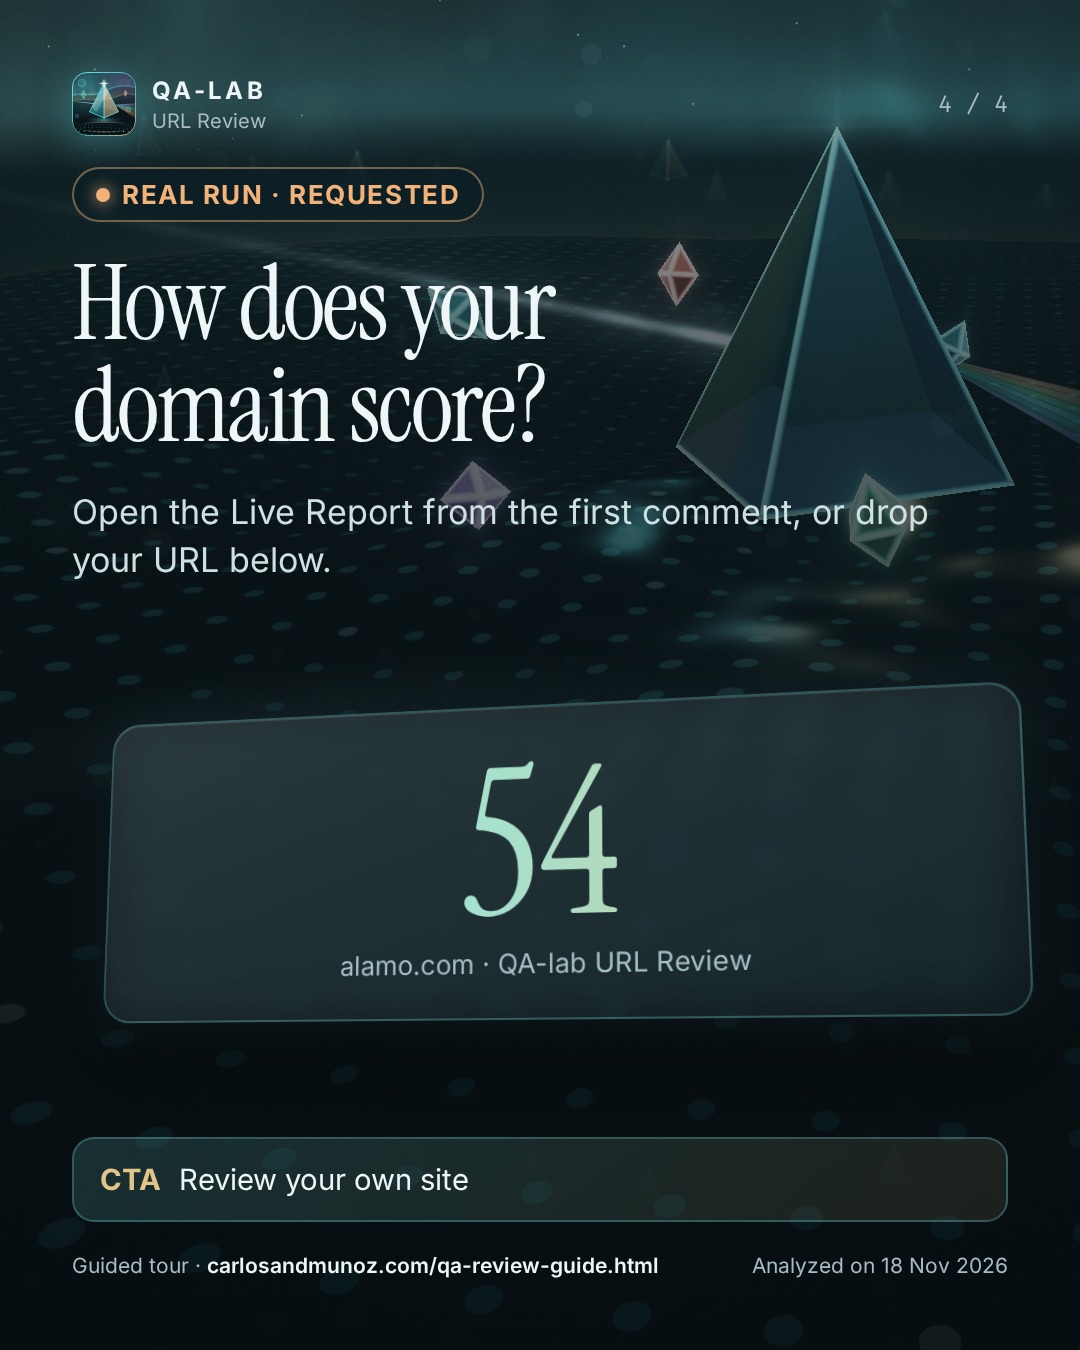 QA-LAB
URL Review
4 / 4
REAL RUN · REQUESTED
How does your
domain score?
Open the Live Report from the first comment, or drop
your URL below.
54
alamo.com · QA-lab URL Review
CTA Review your own site
Guided tour · carlosandmunoz.com/qa-review-guide.html
Analyzed on 18 Nov 2026